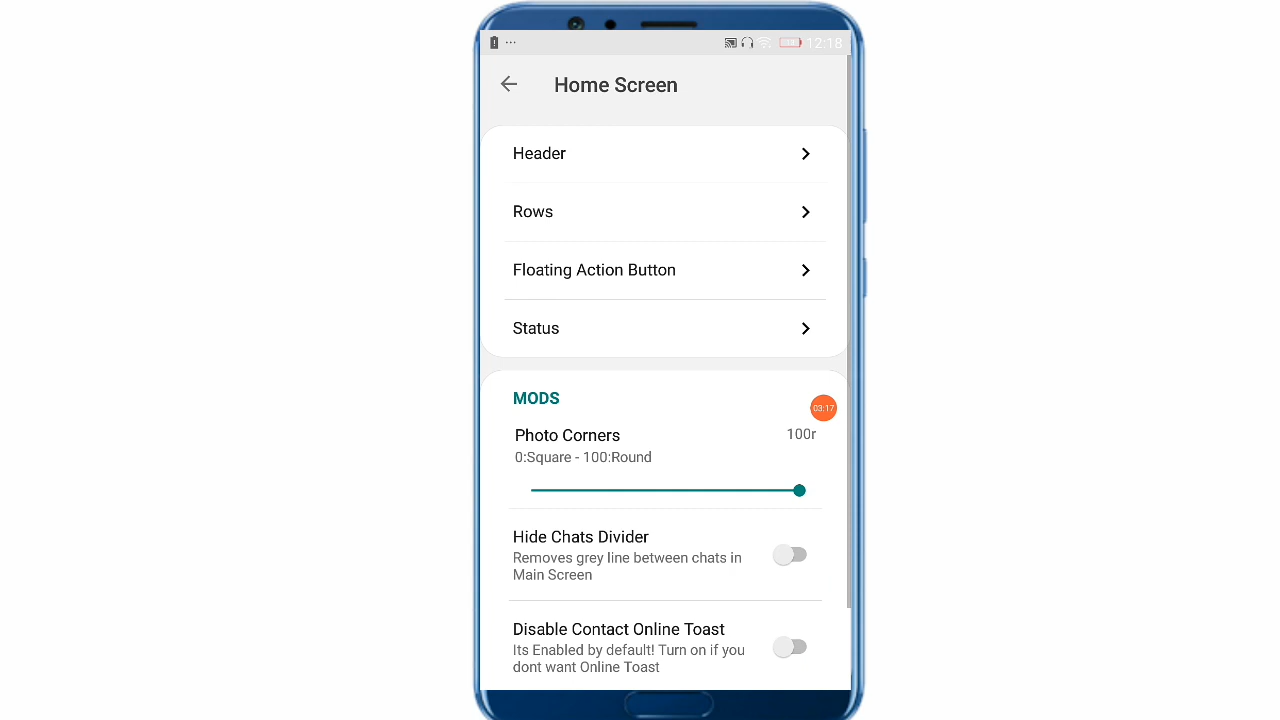 ... 12:18
Home Screen
Header
Rows
Floating Action Button
Status
MODS
03:17
Photo Corners 100r
0:Square - 100:Round
Hide Chats Divider
Removes grey line between chats in
Main Screen
Disable Contact Online Toast
Its Enabled by default! Turn on if you
dont want Online Toast